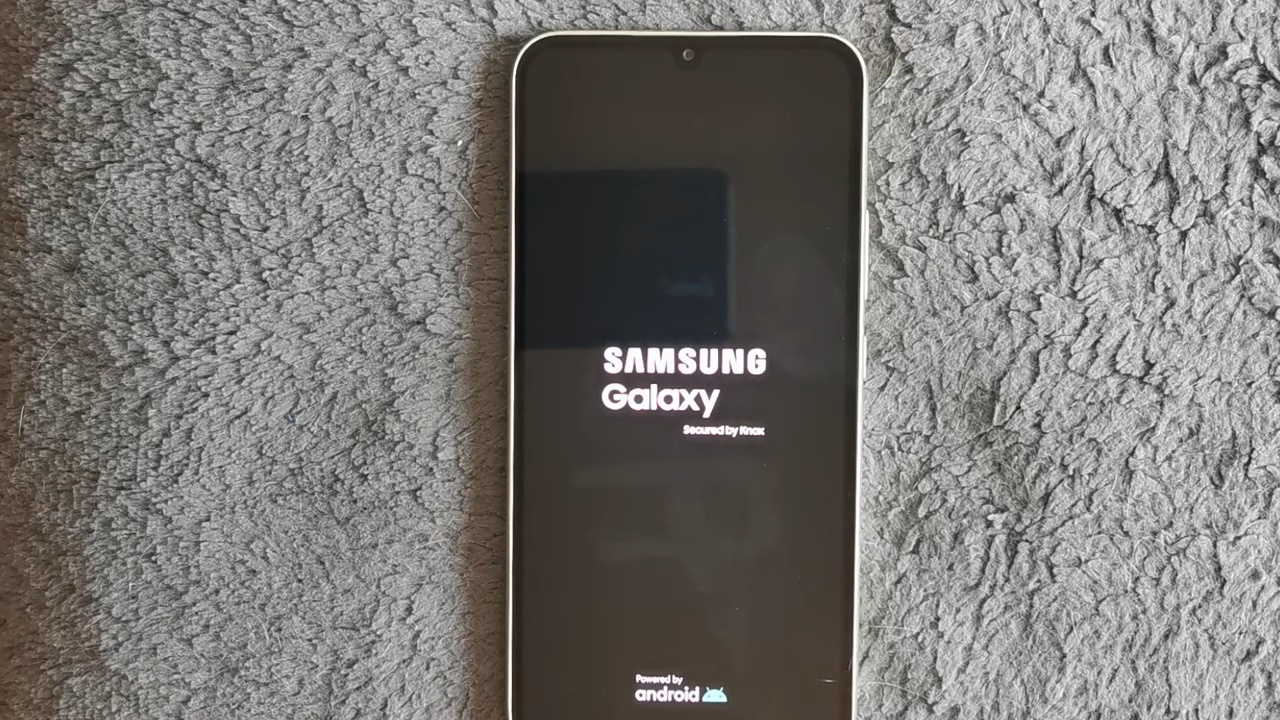 SAMSUNG
Galaxy
Secured by Knox
Powered by
android